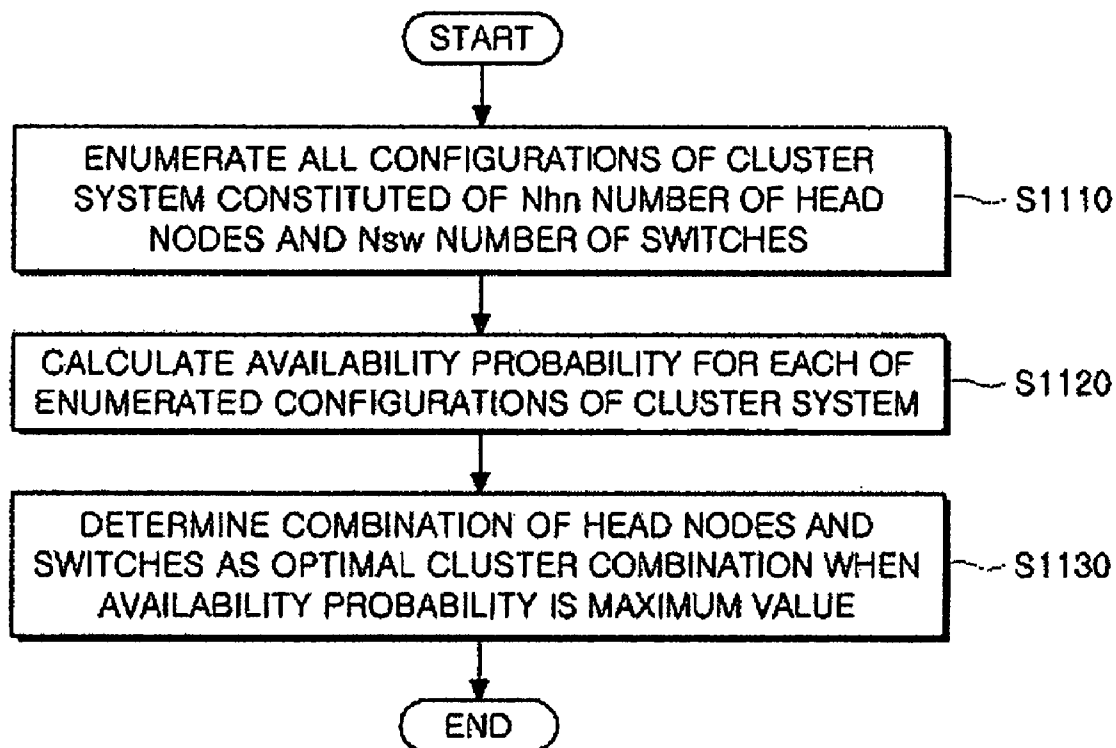 START
ENUMERATE ALL CONFIGURATIONS OF CLUSTER
SYSTEM CONSTITUTED OF Nhn NUMBER OF HEAD
NODES AND Nsw NUMBER OF SWITCHES
S1110
CALCULATE AVAILABILITY PROBABILITY FOR EACH OF
ENUMERATED CONFIGURATIONS OF CLUSTER SYSTEM
S1120
DETERMINE COMBINATION OF HEAD NODES AND
SWITCHES AS OPTIMAL CLUSTER COMBINATION WHEN
AVAILABILITY PROBABILITY IS MAXIMUM VALUE
S1130
END